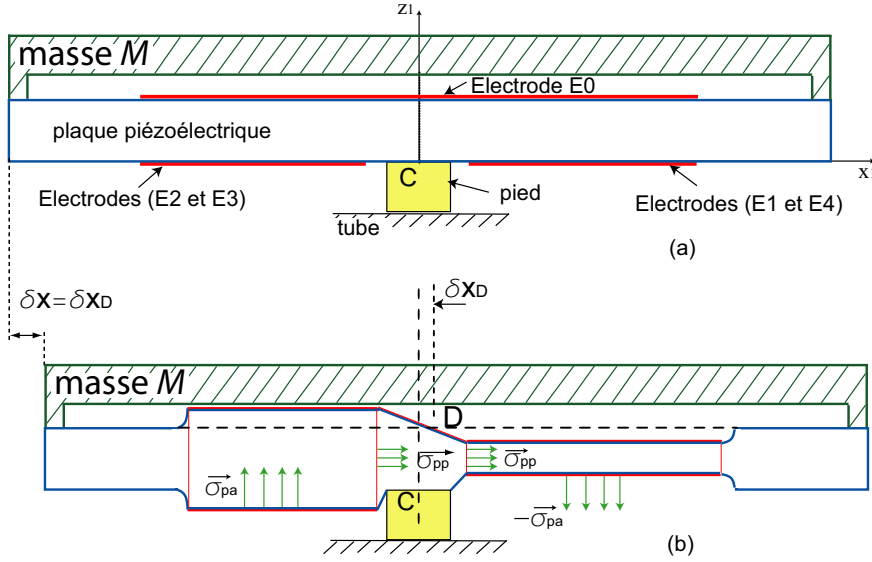 z1
masse M
Electrode E0
plaque piézoélectrique
C
x1
Electrodes (E2 et E3)
pied
Electrodes (E1 et E4)
tube
(a)
δx=δxD
δxD
masse M
D
σpa
σpp
σpp
C
-σpa
(b)